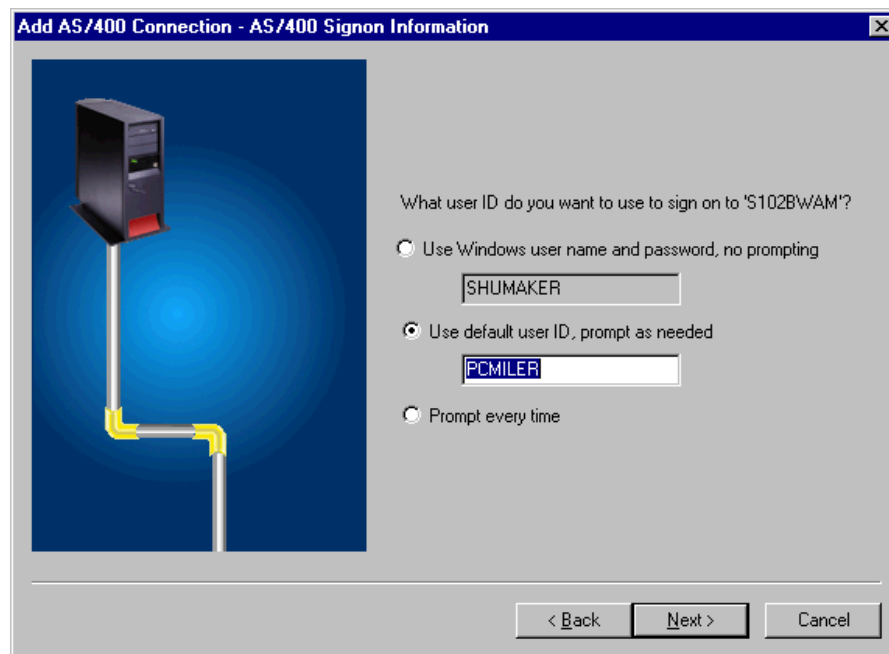 Add AS/400 Connection - AS/400 Signon Information
What user ID do you want to use to sign on to 'S102BWAM'?
Use Windows user name and password, no prompting
SHUMAKER
Use default user ID, prompt as needed
PCMILER
Prompt every time
< Back Next > Cancel